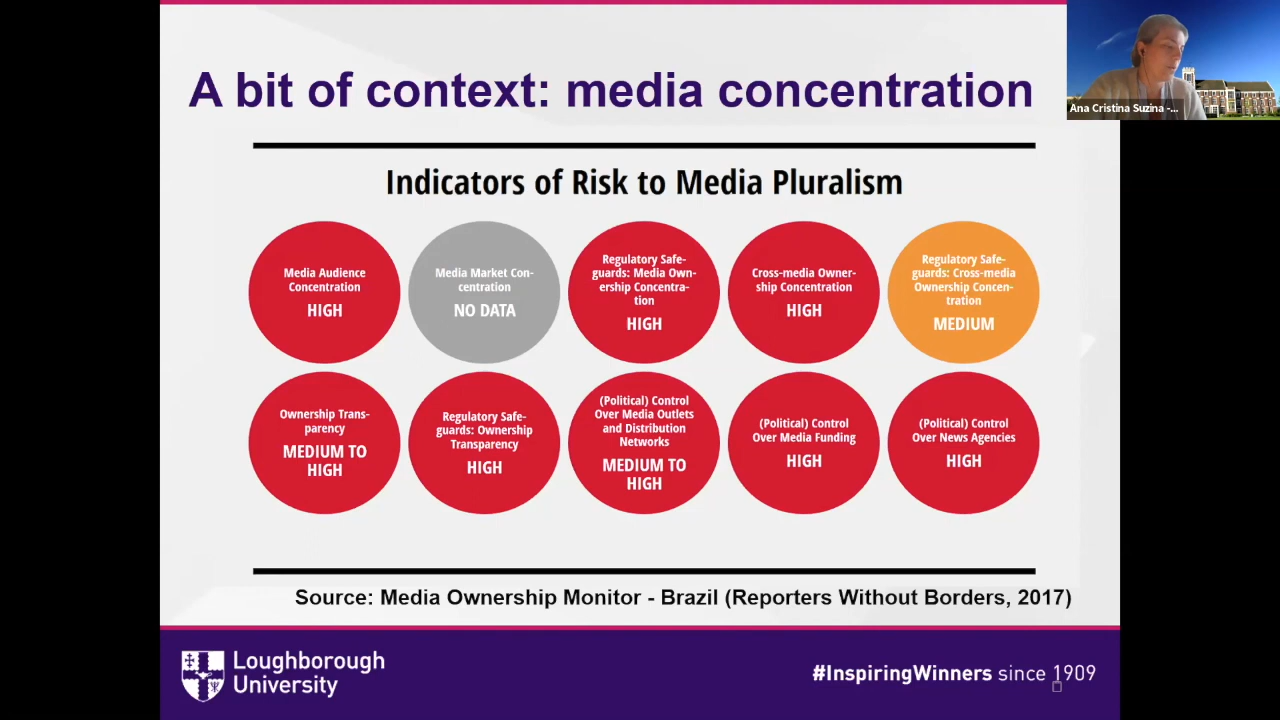 A bit of context: media concentration
Ana Cristina Suzina -...
Indicators of Risk to Media Pluralism
Media Audience
Concentration
HIGH
Media Market Con-
centration
NO DATA
Regulatory Safe-
guards: Media Own-
ership Concentra-
tion
HIGH
Cross-media Owner-
ship Concentration
HIGH
Regulatory Safe-
guards: Cross-media
Ownership Concen-
tration
MEDIUM
Ownership Trans-
parency
MEDIUM TO
HIGH
Regulatory Safe-
guards: Ownership
Transparency
HIGH
(Political) Control
Over Media Outlets
and Distribution
Networks
MEDIUM TO
HIGH
(Political) Control
Over Media Funding
HIGH
(Political) Control
Over News Agencies
HIGH
Source: Media Ownership Monitor - Brazil (Reporters Without Borders, 2017)
Loughborough
University
#InspiringWinners since 1909